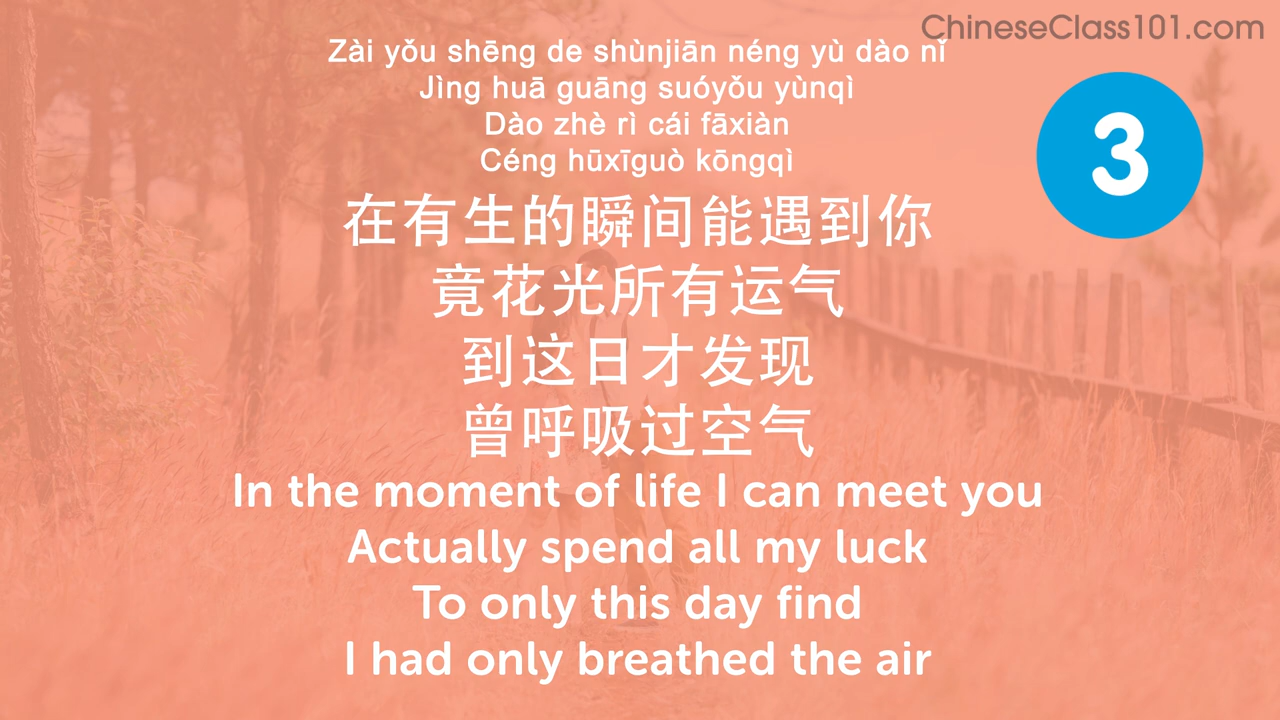 ChineseClass101.com
Zài yǒu shēng de shùnjiān néng yù dào nǐ
Jìng huā guāng suóyǒu yùnqì
Dào zhè rì cái fāxiàn
Céng hūxīguò kōngqì
3
在有生的瞬间能遇到你
竟花光所有运气
到这日才发现
曾呼吸过空气
In the moment of life I can meet you
Actually spend all my luck
To only this day find
I had only breathed the air